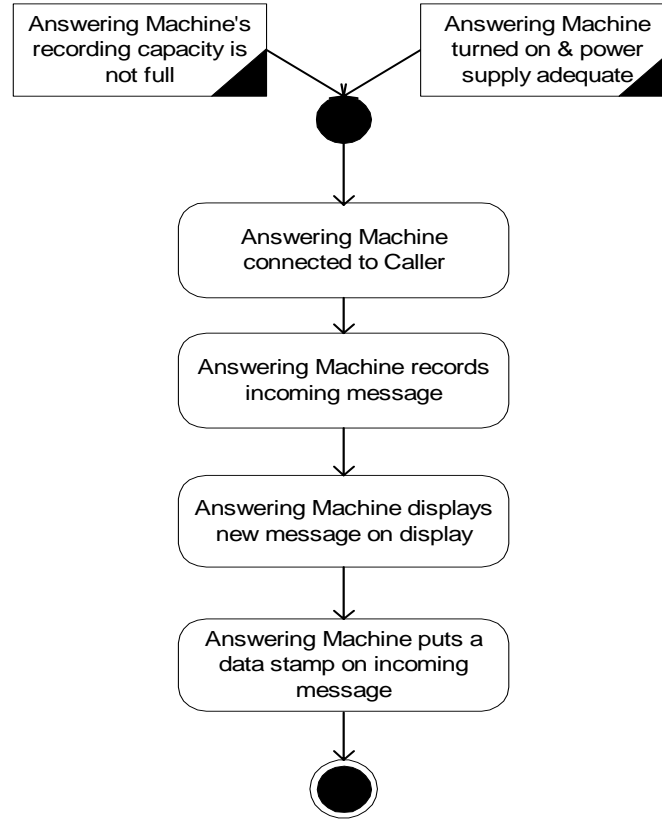 Answering Machine's
recording capacity is
not full
Answering Machine
turned on & power
supply adequate
Answering Machine
connected to Caller
Answering Machine records
incoming message
Answering Machine displays
new message on display
Answering Machine puts a
data stamp on incoming
message